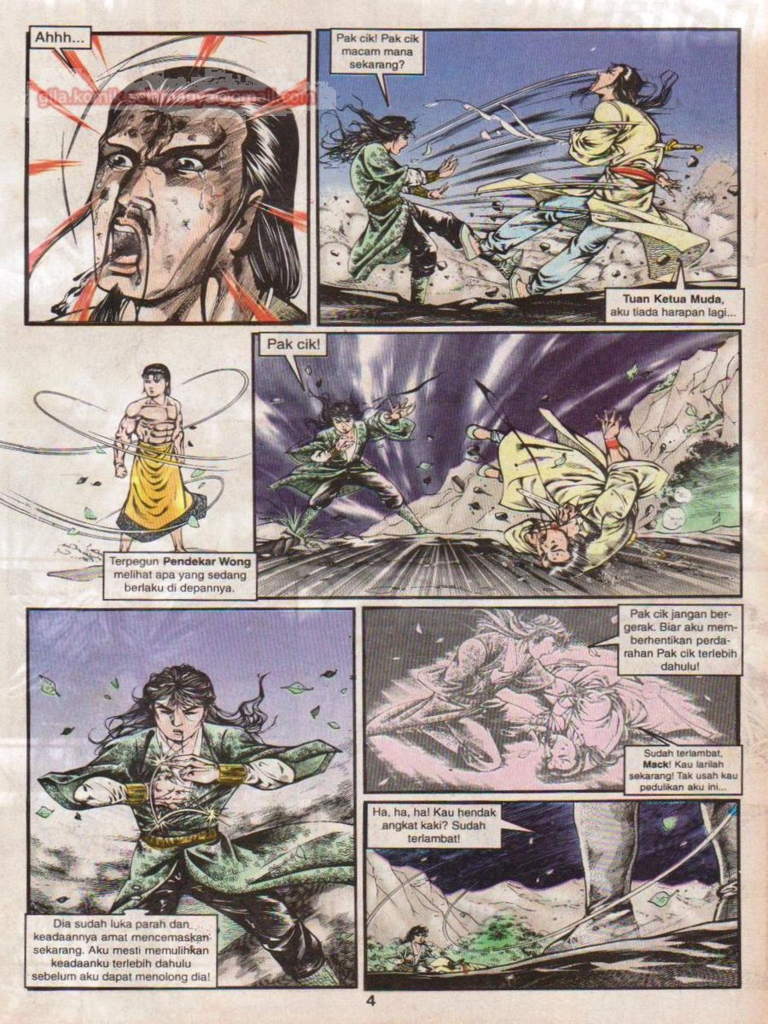 Ahhh...
Pak cik! Pak cik
macam mana
sekarang?
gila.komik
Tuan Ketua Muda,
aku tiada harapan lagi...
Pak cik!
Terpegun Pendekar Wong
melihat apa yang sedang
berlaku di depannya.
Pak cik jangan ber-
gerak. Biar aku mem-
berhentikan perda-
rahan Pak cik terlebih
dahulu!
Sudah terlambat,
Mack! Kau larilah
sekarang! Tak usah kau
pedulikan aku ini...
Dia sudah luka parah dan
keadaannya amat mencemaskan
sekarang. Aku mesti memulihkan
keadaanku terlebih dahulu
sebelum aku dapat menolong dia!
Ha, ha, ha! Kau hendak
angkat kaki? Sudah
terlambat!
4